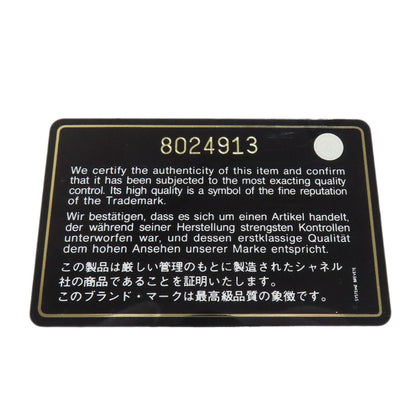 8024913
We certify the authenticity of this item and confirm
that it has been subjected to the most exacting quality
control. Its high quality is a symbol of the fine reputation
of the Trademark.
Wir bestätigen, dass es sich um einen Artikel handelt,
der während seiner Herstellung strengsten Kontrollen
unterworfen war, und dessen erstklassige Qualität
dem hohen Ansehen unserer Marke entspricht.
この製品は厳しい管理のもとに製造されたシャネル
社の商品であることを証明いたします。
このブランド・マークは最高級品質の象徴です。